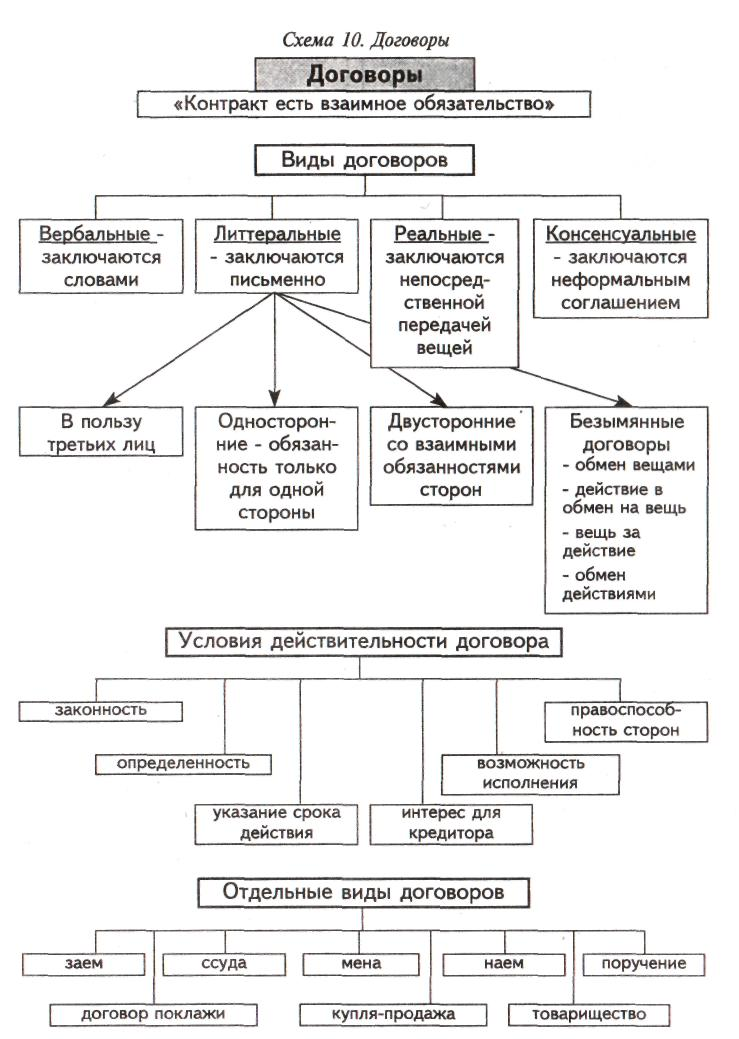 Схема 10. Договоры
Договоры
«Контракт есть взаимное обязательство»
Виды договоров
Вербальные -
заключаются
словами
Литтеральные
- заключаются
письменно
Реальные -
заключаются
непосред-
ственной
передачей
вещей
Консенсуальные
- заключаются
неформальным
соглашением
В пользу
третьих лиц
Односторон-
ние - обязан-
ность только
для одной
стороны
Двусторонние
со взаимными
обязанностями
сторон
Безымянные
договоры
- обмен вещами
- действие в
обмен на вещь
- вещь за
действие
- обмен
действиями
Условия действительности договора
законность
правоспособ-
ность сторон
определенность
возможность
исполнения
указание срока
действия
интерес для
кредитора
Отдельные виды договоров
заем
ссуда
мена
наем
поручение
договор поклажи
купля-продажа
товарищество